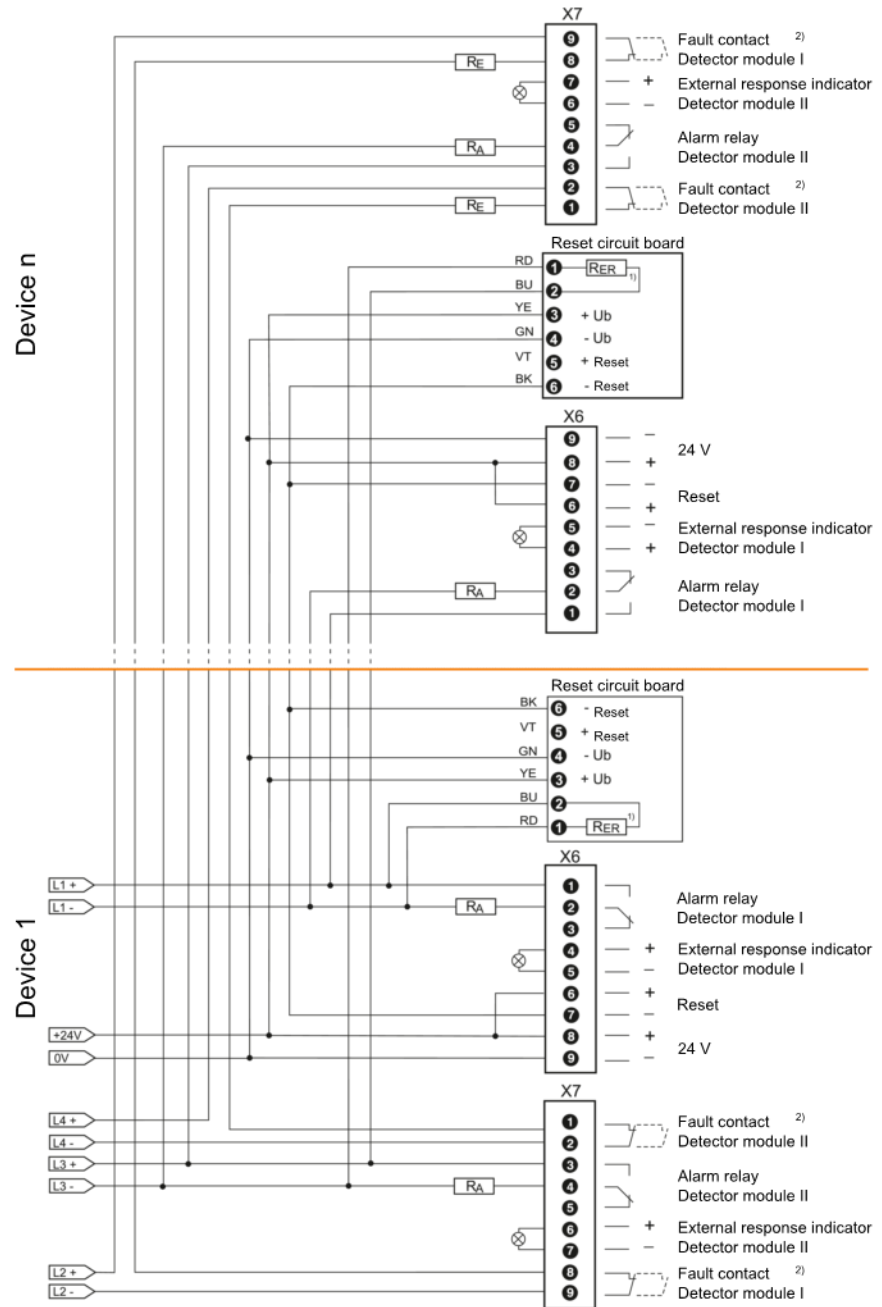 X7
9 Fault contact 2)
RE 8 Detector module I
7 + External response indicator
6 – Detector module II
5
RA 4 Alarm relay
3 Detector module II
2 Fault contact 2)
RE 1 Detector module II
Device n
Reset circuit board
RD 1 RER 1)
BU 2
YE 3 + Ub
GN 4 - Ub
VT 5 + Reset
BK 6 - Reset
X6
9 –
24 V
8 +
7 –
Reset
6 +
5 – External response indicator
4 + Detector module I
3
Alarm relay
RA 2
Detector module I
1
Reset circuit board
BK 6 - Reset
VT 5 + Reset
GN 4 - Ub
YE 3 + Ub
BU 2
RD 1 RER 1)
X6
L1 + 1
Alarm relay
L1 - RA 2
Detector module I
3
4 + External response indicator
5 – Detector module I
6 +
Reset
7 –
+24V 8 +
24 V
0V 9 –
Device 1
X7
L4 + 1 Fault contact 2)
L4 - 2 Detector module II
L3 + 3
Alarm relay
L3 - RA 4
Detector module II
5
6 + External response indicator
7 – Detector module II
L2 + 8 Fault contact 2)
L2 - 9 Detector module I